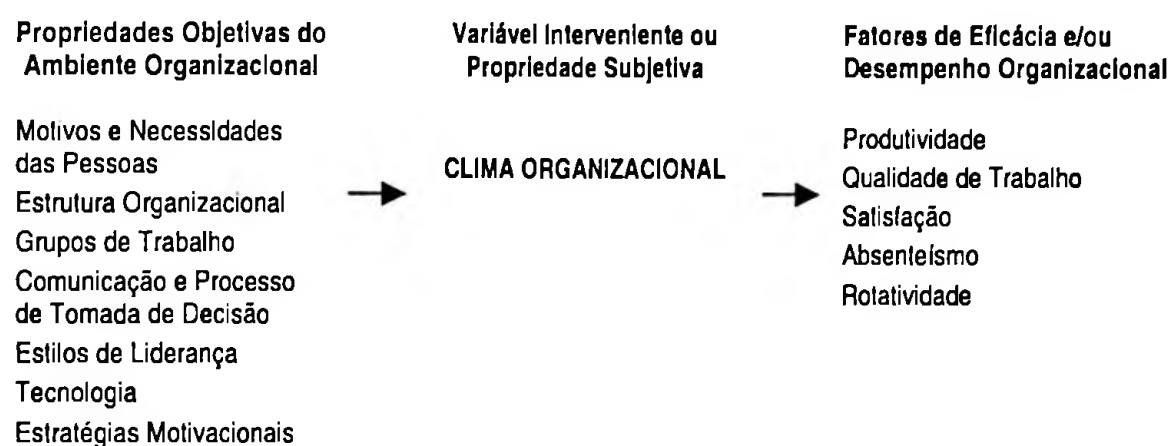 Propriedades Objetivas do
Ambiente Organizacional
Motivos e Necessidades
das Pessoas
Estrutura Organizacional
Grupos de Trabalho
Comunicação e Processo
de Tomada de Decisão
Estilos de Liderança
Tecnologia
Estratégias Motivacionais
Variável Interveniente ou
Propriedade Subjetiva
CLIMA ORGANIZACIONAL
Fatores de Eficácia e/ou
Desempenho Organizacional
Produtividade
Qualidade de Trabalho
Satisfação
Absenteísmo
Rotatividade